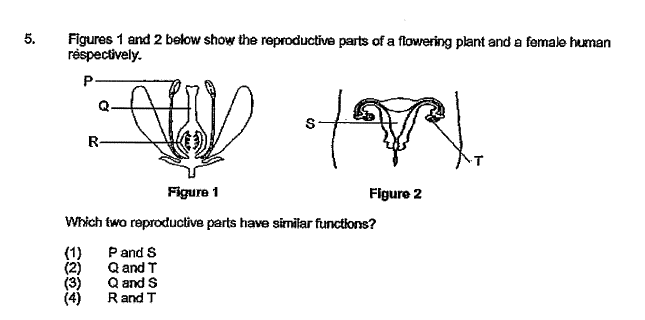 5. Figures 1 and 2 below show the reproductive parts of a flowering plant and a female human
respectively.
P
Q
R
S
T
Figure 1
Figure 2
Which two reproductive parts have similar functions?
(1) P and S
(2) Q and T
(3) Q and S
(4) R and T